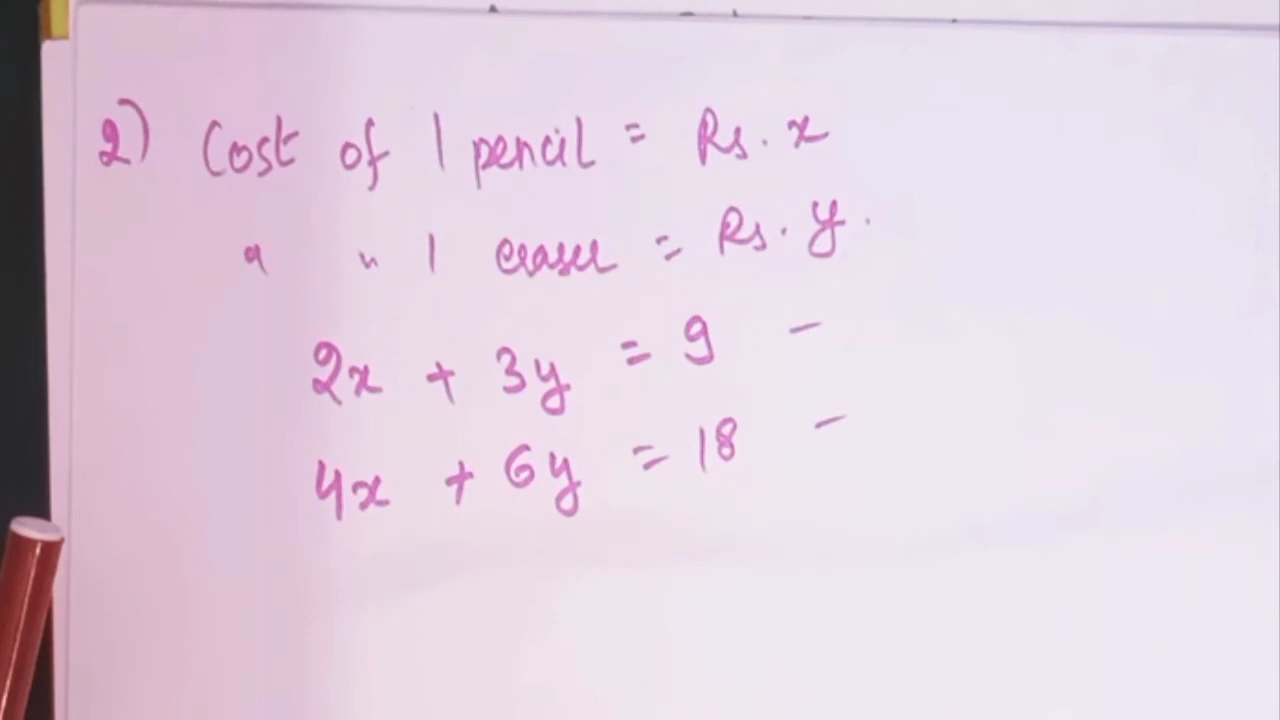 2) Cost of 1 pencil = Rs. x
" " 1 eraser = Rs. y.
2x + 3y = 9 -
4x + 6y = 18 -